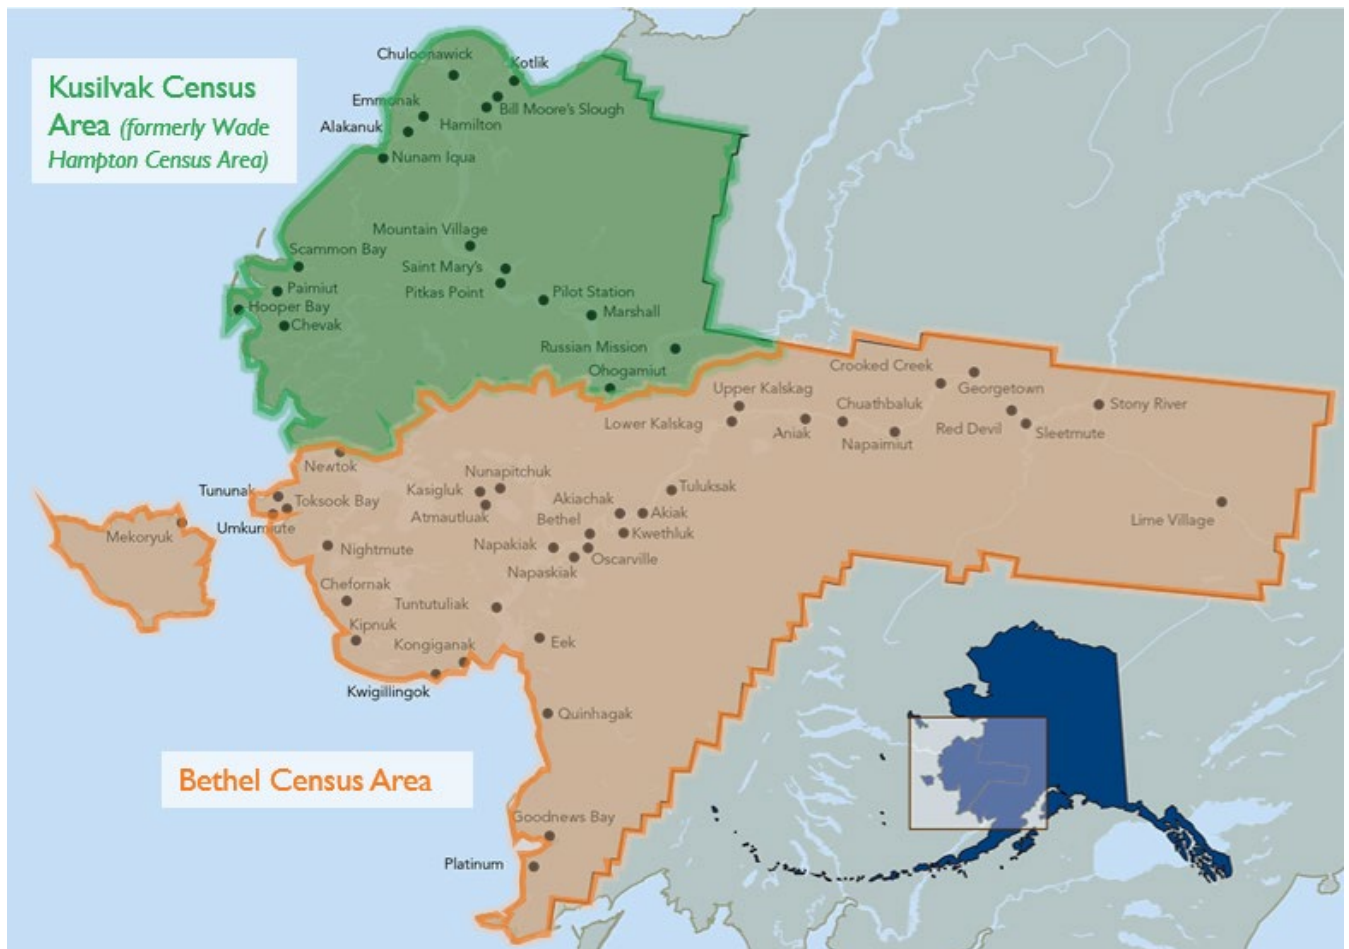 Kusilvak Census
Area (formerly Wade
Hampton Census Area)
Chuloonawick
Kotlik
Emmonak
Bill Moore's Slough
Hamilton
Alakanuk
Nunam Iqua
Mountain Village
Scammon Bay
Saint Mary's
Paimiut
Pitkas Point
Pilot Station
Hooper Bay
Marshall
Chevak
Russian Mission
Ohogamiut
Crooked Creek
Georgetown
Upper Kalskag
Chuathbaluk
Stony River
Lower Kalskag
Aniak
Napaimiut
Red Devil
Sleetmute
Newtok
Nunapitchuk
Tununak
Kasigluk
Tuluksak
Toksook Bay
Akiachak
Akiak
Atmautluak
Bethel
Lime Village
Umkumiute
Kwethluk
Mekoryuk
Nightmute
Napakiak
Oscarville
Napaskiak
Chefornak
Tuntutuliak
Kipnuk
Kongiganak
Eek
Kwigillingok
Quinhagak
Bethel Census Area
Goodnews Bay
Platinum